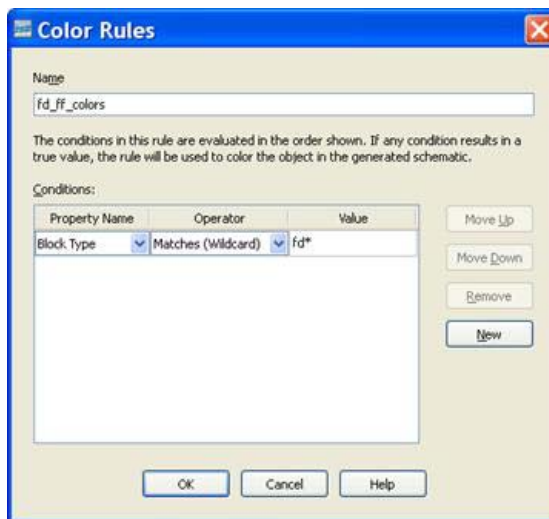 Color Rules
Name
fd_ff_colors
The conditions in this rule are evaluated in the order shown. If any condition results in a
true value, the rule will be used to color the object in the generated schematic.
Conditions:
Property Name Operator Value
Block Type Matches (Wildcard) fd*
Move Up
Move Down
Remove
New
OK Cancel Help